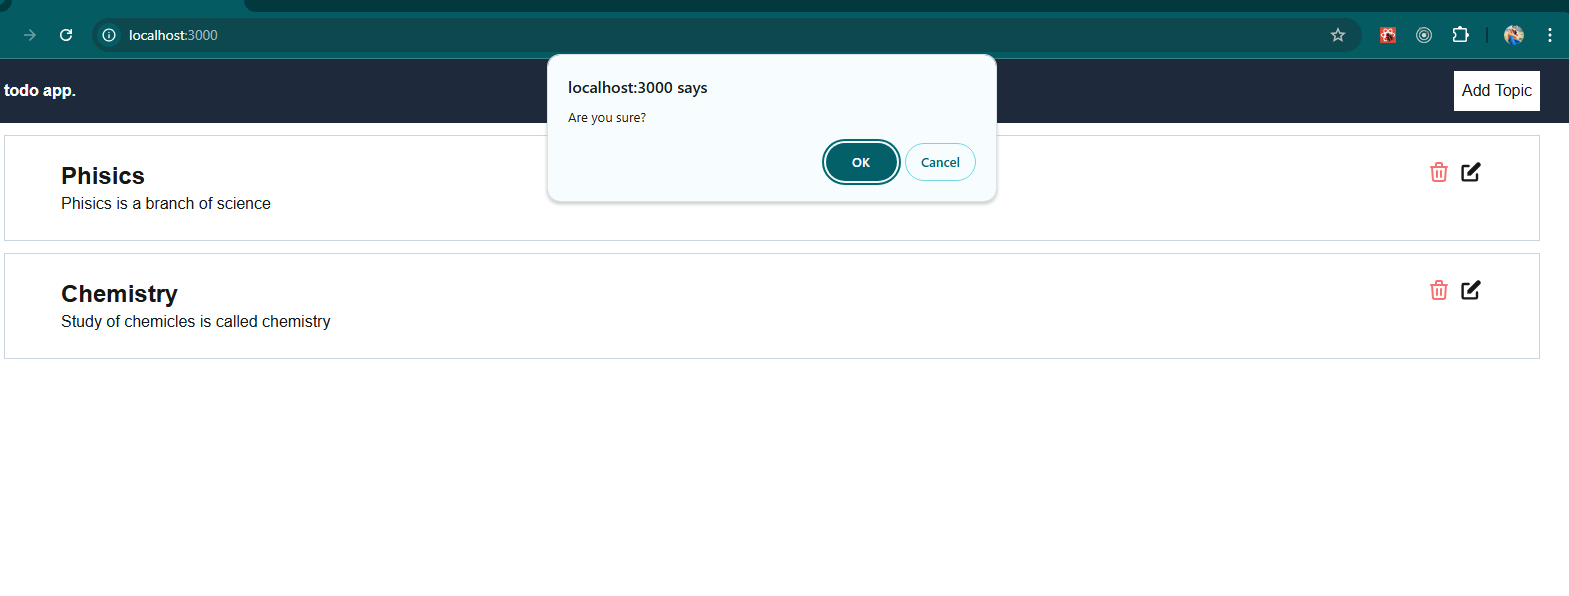 localhost:3000
localhost:3000 says
Are you sure?
OK Cancel
todo app.
Add Topic
Phisics
Phisics is a branch of science
Chemistry
Study of chemicles is called chemistry